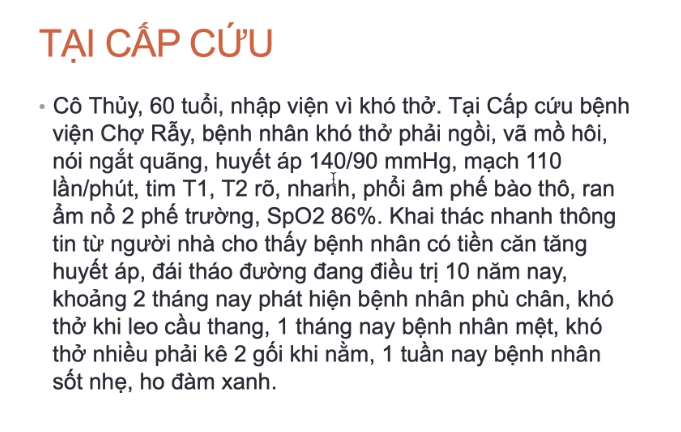 TẠI CẤP CỨU
• Cô Thủy, 60 tuổi, nhập viện vì khó thở. Tại Cấp cứu bệnh
viện Chợ Rẫy, bệnh nhân khó thở phải ngồi, vã mồ hôi,
nói ngắt quãng, huyết áp 140/90 mmHg, mạch 110
lần/phút, tim T1, T2 rõ, nhanh, phổi âm phế bào thô, ran
ẩm nổ 2 phế trường, SpO2 86%. Khai thác nhanh thông
tin từ người nhà cho thấy bệnh nhân có tiền căn tăng
huyết áp, đái tháo đường đang điều trị 10 năm nay,
khoảng 2 tháng nay phát hiện bệnh nhân phù chân, khó
thở khi leo cầu thang, 1 tháng nay bệnh nhân mệt, khó
thở nhiều phải kê 2 gối khi nằm, 1 tuần nay bệnh nhân
sốt nhẹ, ho đàm xanh.